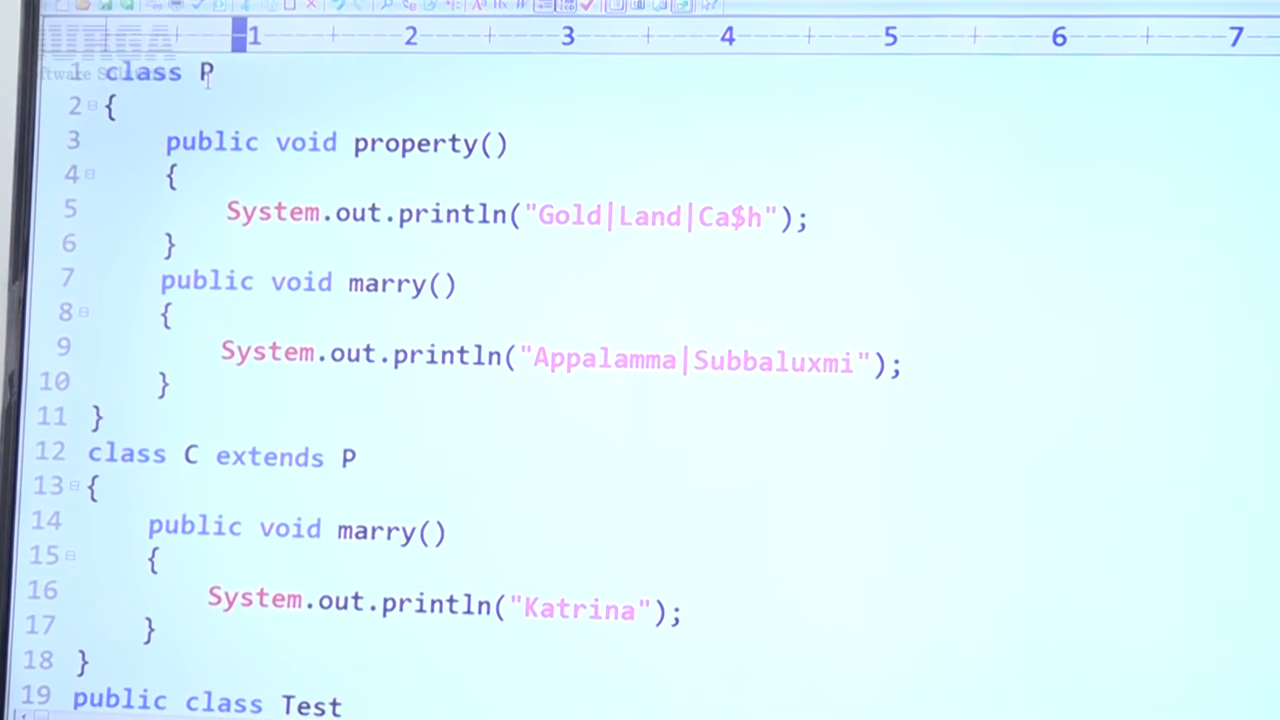 1 2 3 4 5 6 7
1 class P
2 {
3 public void property()
4 {
5 System.out.println("Gold|Land|Ca$h");
6 }
7 public void marry()
8 {
9 System.out.println("Appalamma|Subbaluxmi");
10 }
11 }
12 class C extends P
13 {
14 public void marry()
15 {
16 System.out.println("Katrina");
17 }
18 }
19 public class Test